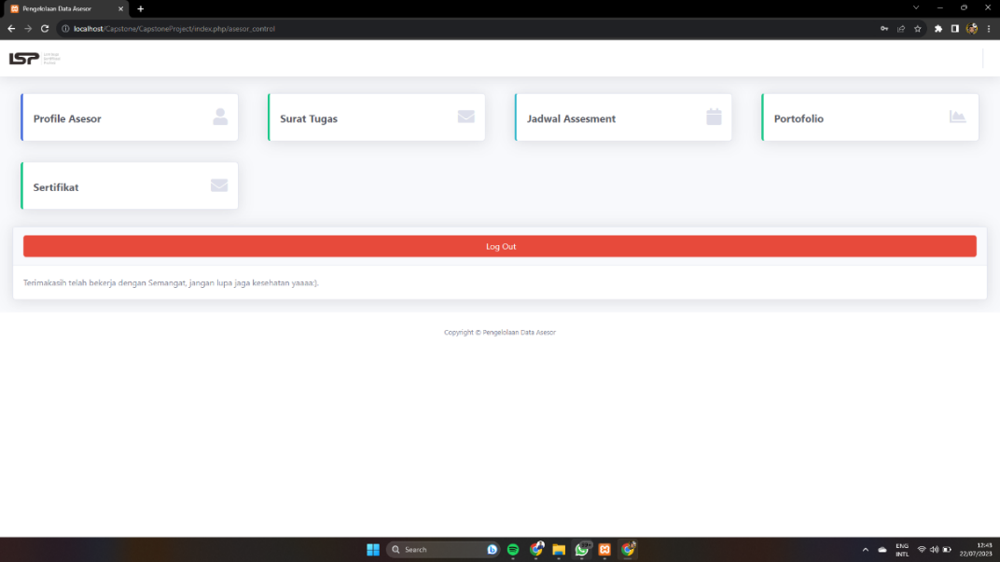 Pengelolaan Data Asesor
localhost/Capstone/CapstoneProject/index.php/asesor_control
LSP
Profile Asesor
Surat Tugas
Jadwal Assesment
Portofolio
Sertifikat
Log Out
Terimakasih telah bekerja dengan Semangat, jangan lupa jaga kesehatan yaaaa:).
Copyright © Pengelolaan Data Asesor
Search
ENG
INTL
12:43
22/07/2023